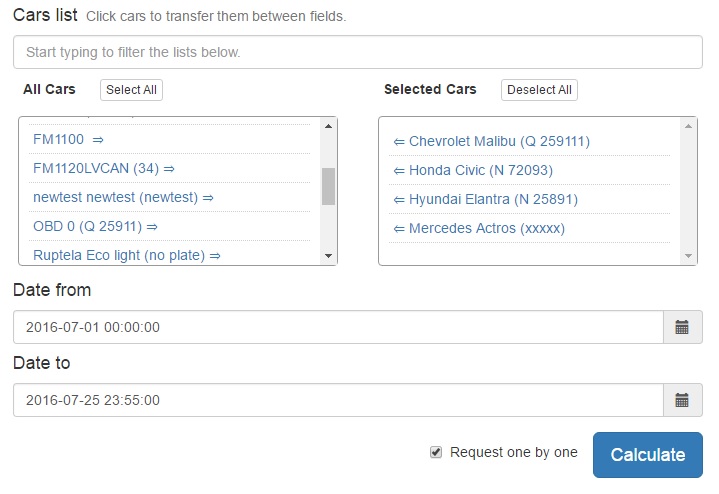 Cars list Click cars to transfer them between fields.
Start typing to filter the lists below.
All Cars Select All
FM1100 ⇒
FM1120LVCAN (34) ⇒
newtest newtest (newtest) ⇒
OBD 0 (Q 25911) ⇒
Ruptela Eco light (no plate) ⇒
Selected Cars Deselect All
⇐ Chevrolet Malibu (Q 259111)
⇐ Honda Civic (N 72093)
⇐ Hyundai Elantra (N 25891)
⇐ Mercedes Actros (xxxxx)
Date from
2016-07-01 00:00:00
Date to
2016-07-25 23:55:00
Request one by one
Calculate